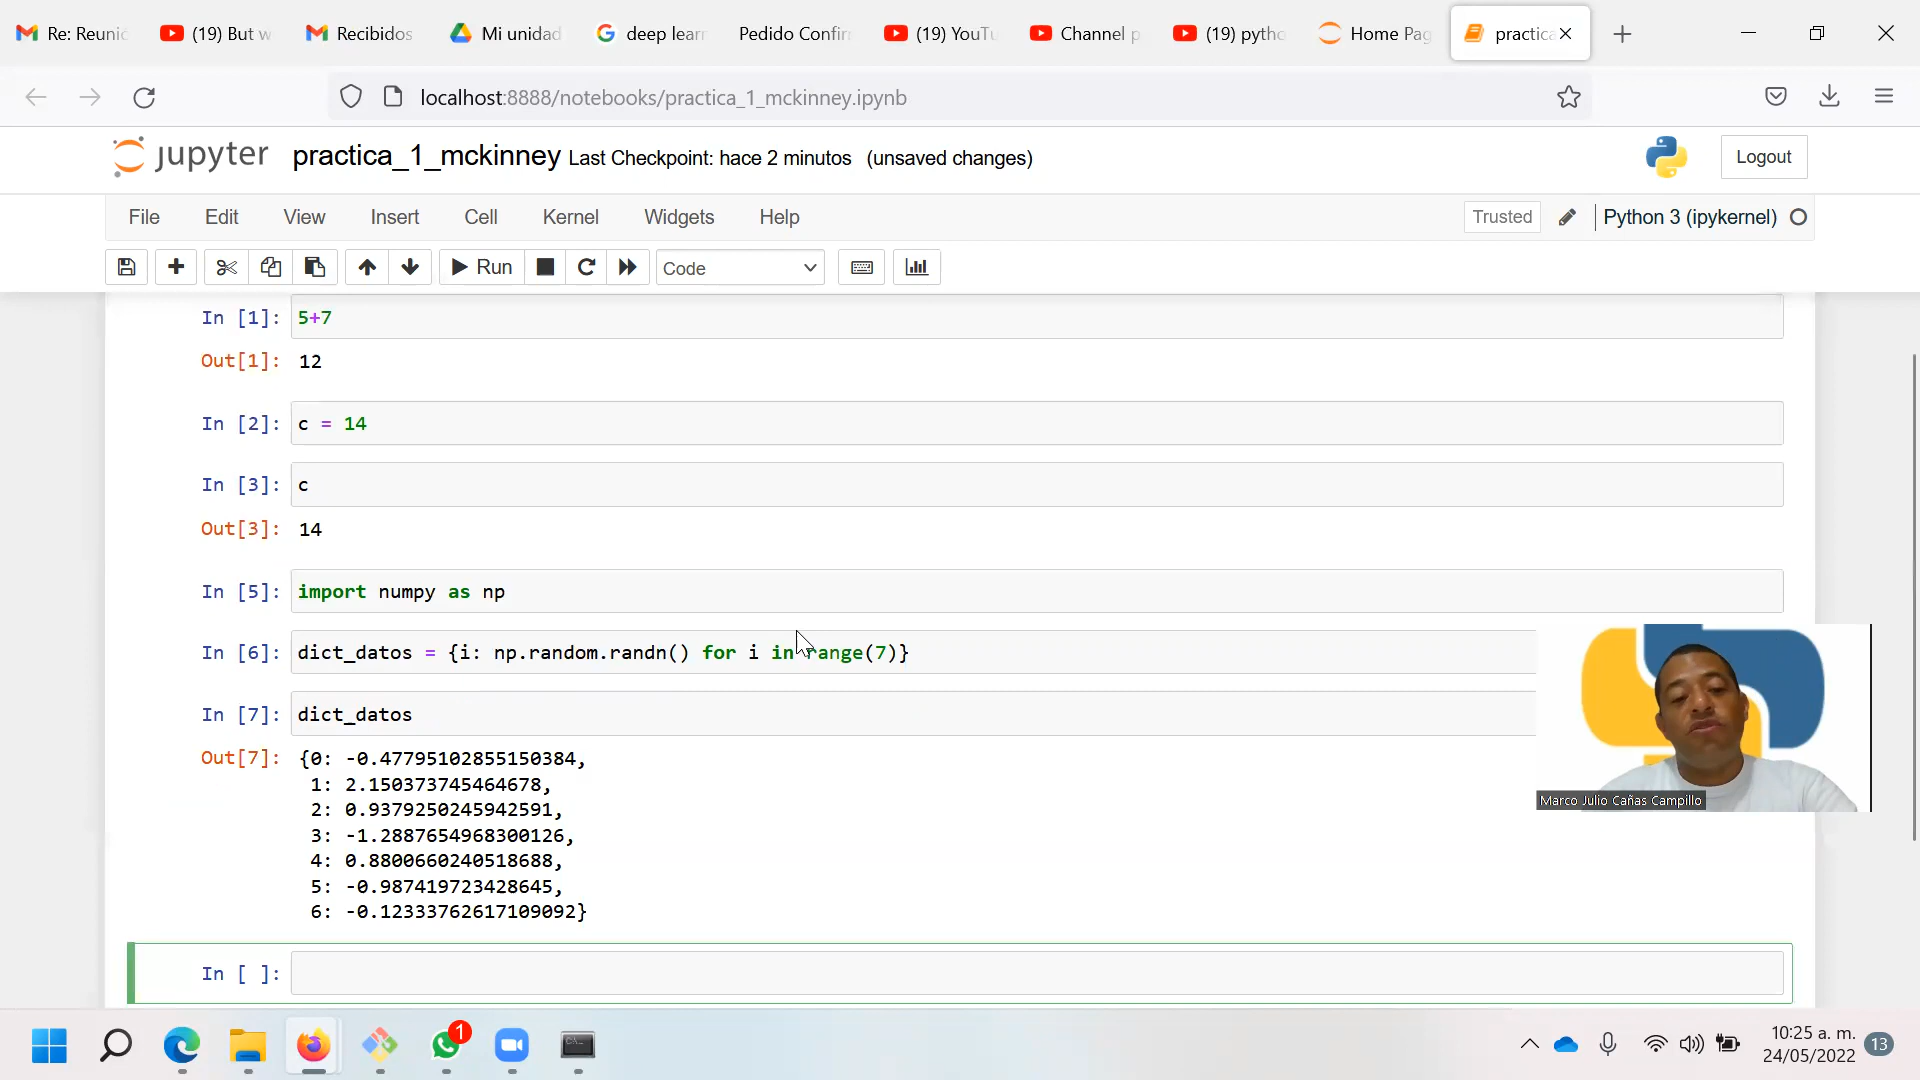 Re: Reunic
(19) But w
Recibidos
Mi unidad
deep learn
Pedido Confirm
(19) YouTu
Channel p
(19) pytho
Home Pag
practica
localhost:8888/notebooks/practica_1_mckinney.ipynb
jupyter practica_1_mckinney Last Checkpoint: hace 2 minutos (unsaved changes)
Logout
File Edit View Insert Cell Kernel Widgets Help
Trusted
Python 3 (ipykernel)
Run
Code
In [1]: 5+7
Out[1]: 12
In [2]: c = 14
In [3]: c
Out[3]: 14
In [5]: import numpy as np
In [6]: dict_datos = {i: np.random.randn() for i in range(7)}
In [7]: dict_datos
Out[7]: {0: -0.47795102855150384,
1: 2.150373745464678,
2: 0.9379250245942591,
3: -1.2887654968300126,
4: 0.8800660240518688,
5: -0.987419723428645,
6: -0.12333762617109092}
Marco Julio Cañas Campillo
In [ ]:
1
10:25 a. m.
24/05/2022
13